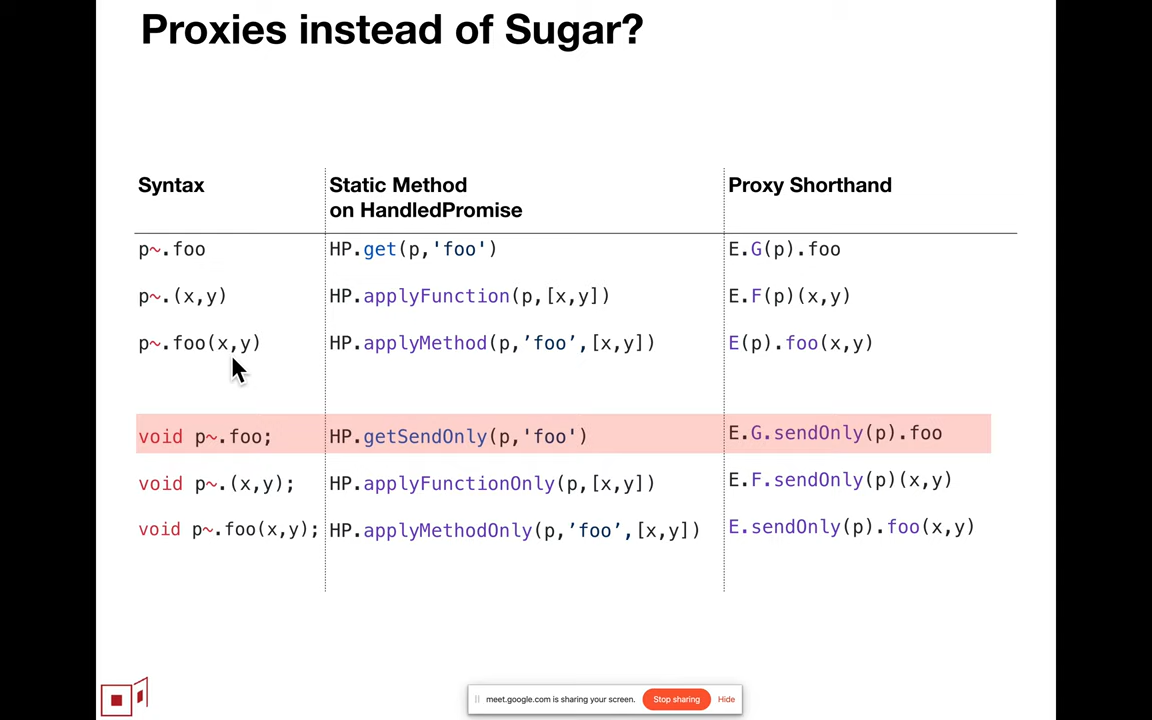 Proxies instead of Sugar?
Syntax
Static Method
on HandledPromise
Proxy Shorthand
p~.foo
HP.get(p,'foo')
E.G(p).foo
p~.(x,y)
HP.applyFunction(p,[x,y])
E.F(p)(x,y)
p~.foo(x,y)
HP.applyMethod(p,’foo’,[x,y])
E(p).foo(x,y)
void p~.foo;
HP.getSendOnly(p,'foo')
E.G.sendOnly(p).foo
void p~.(x,y);
HP.applyFunctionOnly(p,[x,y])
E.F.sendOnly(p)(x,y)
void p~.foo(x,y);
HP.applyMethodOnly(p,’foo’,[x,y])
E.sendOnly(p).foo(x,y)
meet.google.com is sharing your screen.
Stop sharing
Hide